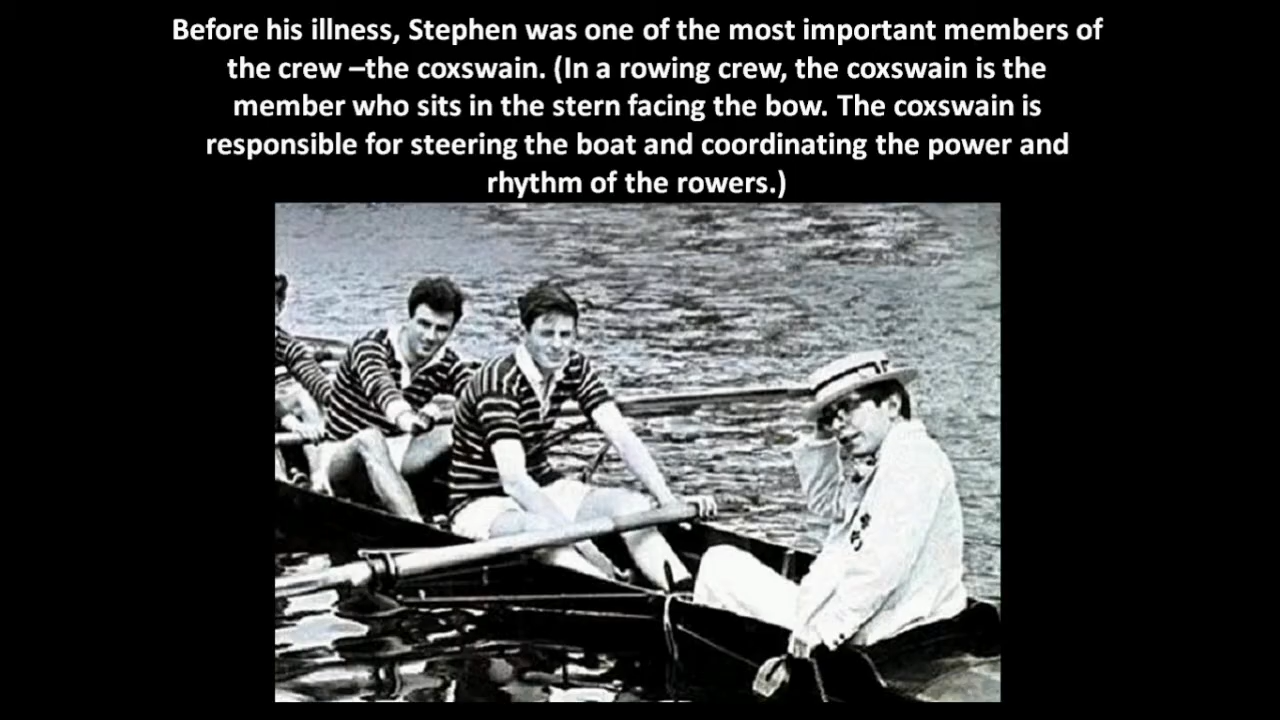 Before his illness, Stephen was one of the most important members of
the crew –the coxswain. (In a rowing crew, the coxswain is the
member who sits in the stern facing the bow. The coxswain is
responsible for steering the boat and coordinating the power and
rhythm of the rowers.)